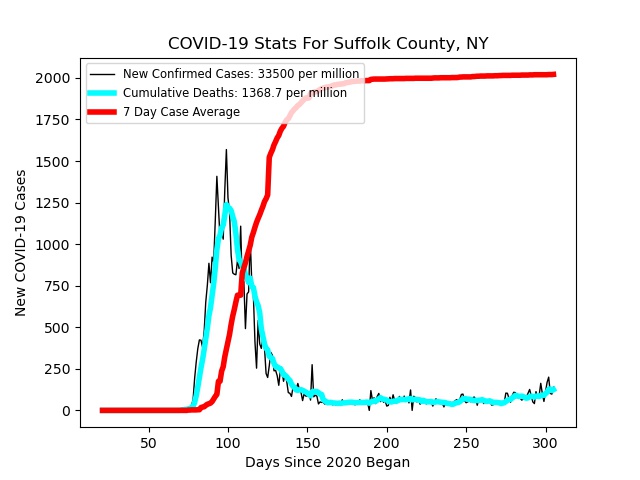 COVID-19 Stats For Suffolk County, NY
New Confirmed Cases: 33500 per million
Cumulative Deaths: 1368.7 per million
7 Day Case Average
2000
1750
1500
1250
1000
750
500
250
0
New COVID-19 Cases
50 100 150 200 250 300
Days Since 2020 Began